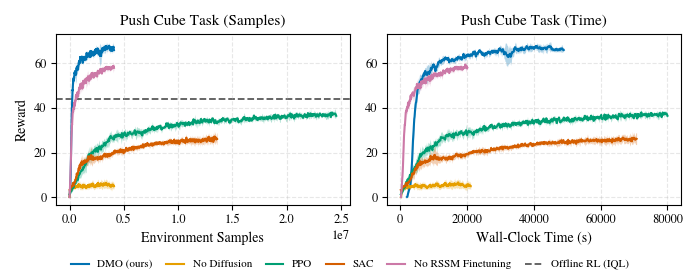 Push Cube Task (Samples)
Push Cube Task (Time)
Reward
60
40
20
0
60
40
20
0
0.0 0.5 1.0 1.5 2.0 2.5
1e7
0 20000 40000 60000 80000
Environment Samples
Wall-Clock Time (s)
DMO (ours) No Diffusion PPO SAC No RSSM Finetuning Offline RL (IQL)